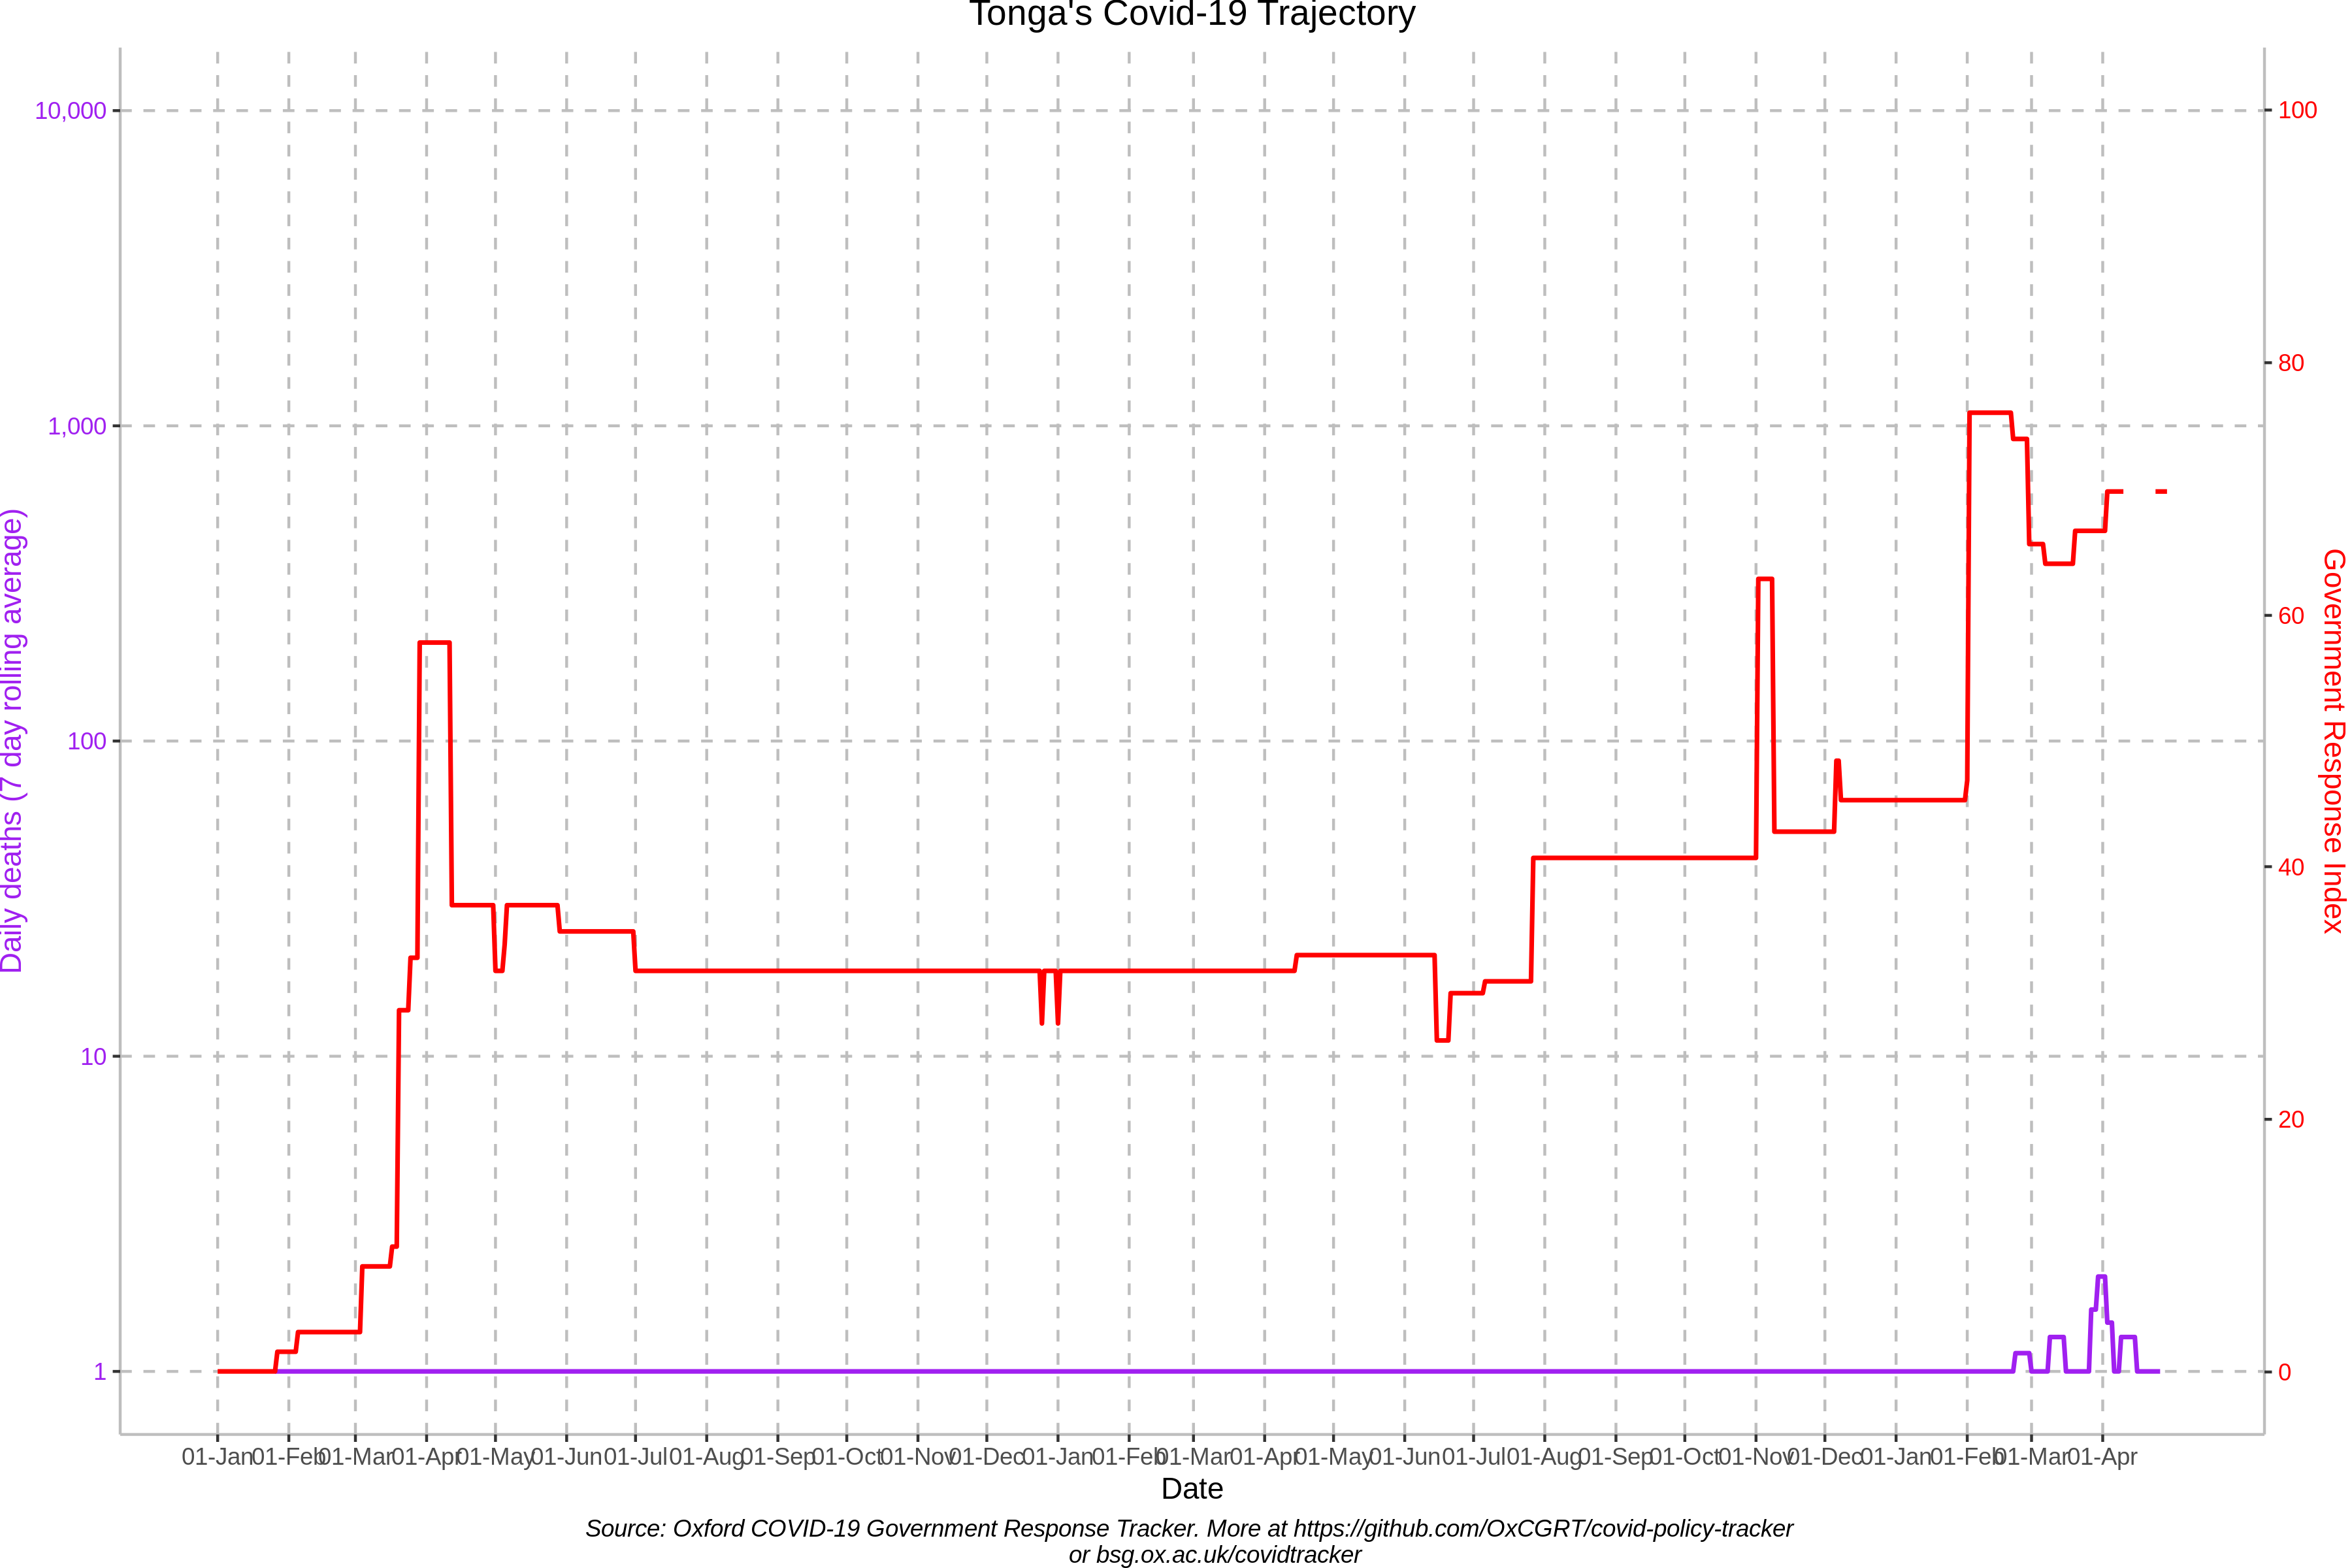 Tonga's Covid-19 Trajectory
10,000
1,000
100
10
1
Daily deaths (7 day rolling average)
100
80
60
40
20
0
Government Response Index
01-Jan 01-Feb 01-Mar 01-Apr 01-May 01-Jun 01-Jul 01-Aug 01-Sep 01-Oct 01-Nov 01-Dec 01-Jan 01-Feb 01-Mar 01-Apr 01-May 01-Jun 01-Jul 01-Aug 01-Sep 01-Oct 01-Nov 01-Dec 01-Jan 01-Feb 01-Mar 01-Apr
Date
Source: Oxford COVID-19 Government Response Tracker. More at https://github.com/OxCGRT/covid-policy-tracker
or bsg.ox.ac.uk/covidtracker